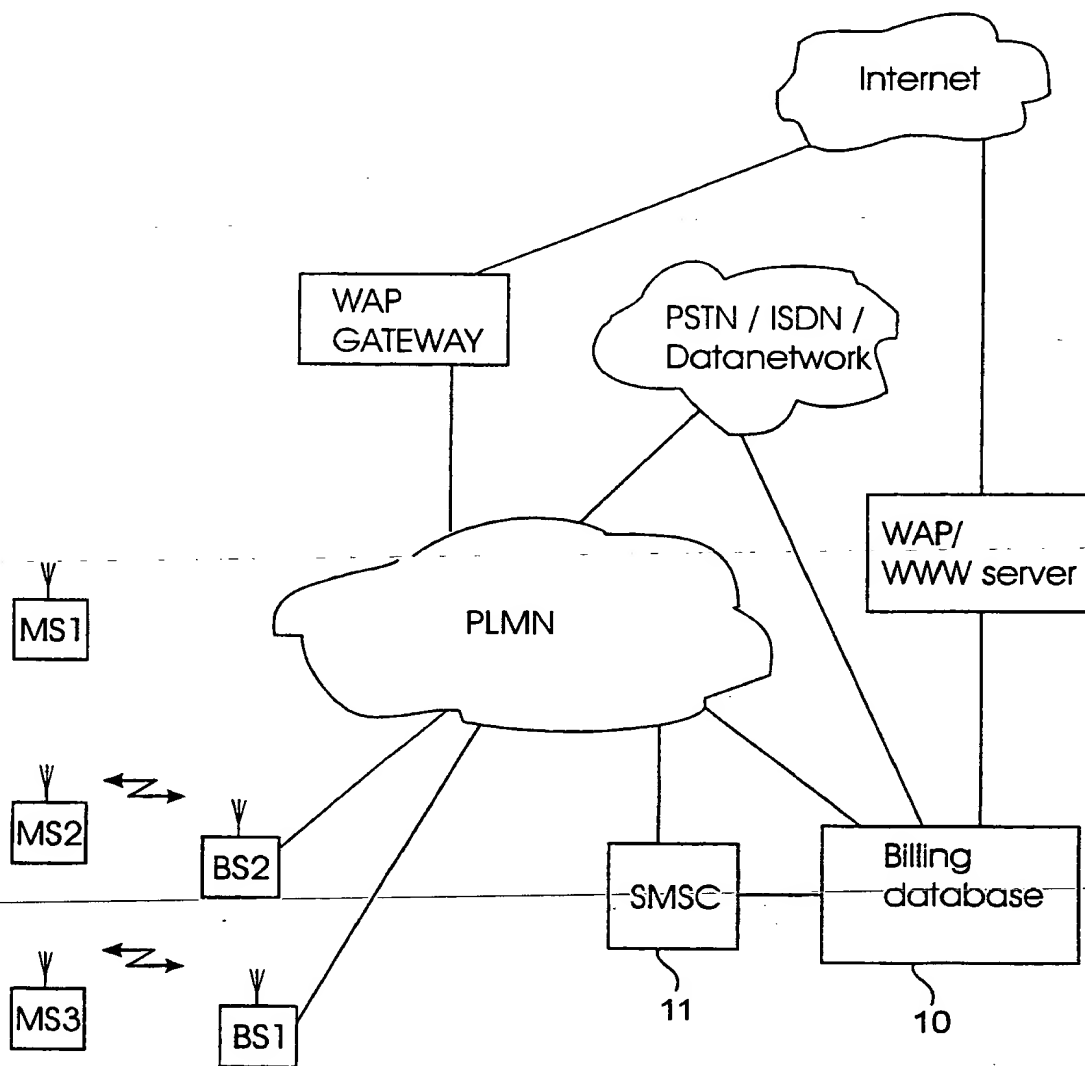 Internet
WAP
GATEWAY
PSTN / ISDN /
Datanetwork
WAP/
WWW server
MS1
PLMN
MS2
BS2
SMSC
Billing
database
MS3
BS1
11
10